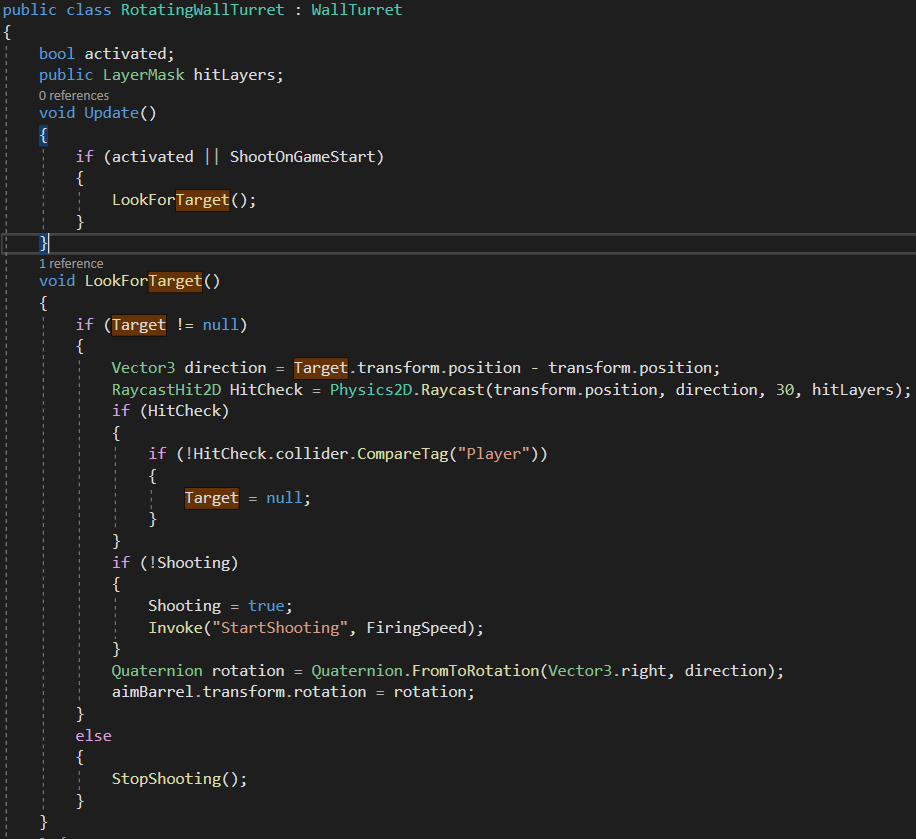 public class RotatingWallTurret : WallTurret
{
bool activated;
public LayerMask hitLayers;
0 references
void Update()
{
if (activated || ShootOnGameStart)
{
LookForTarget();
}
}
1 reference
void LookForTarget()
{
if (Target != null)
{
Vector3 direction = Target.transform.position - transform.position;
RaycastHit2D HitCheck = Physics2D.Raycast(transform.position, direction, 30, hitLayers);
if (HitCheck)
{
if (!HitCheck.collider.CompareTag("Player"))
{
Target = null;
}
}
if (!Shooting)
{
Shooting = true;
Invoke("StartShooting", FiringSpeed);
}
Quaternion rotation = Quaternion.FromToRotation(Vector3.right, direction);
aimBarrel.transform.rotation = rotation;
}
else
{
StopShooting();
}
}